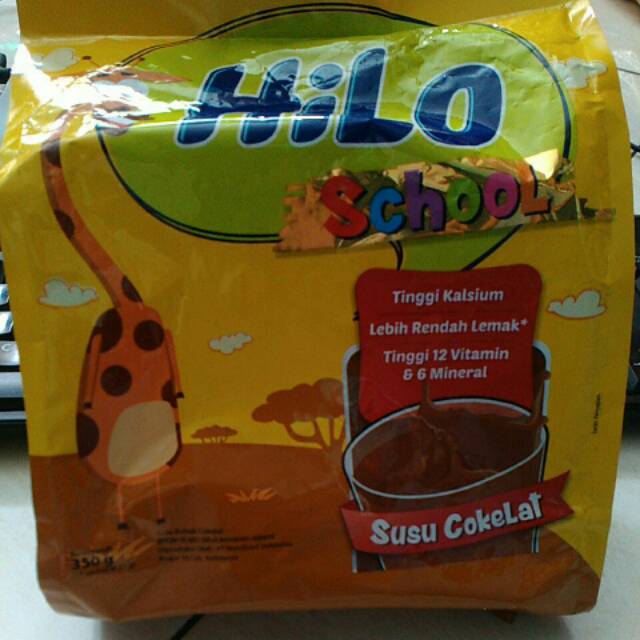 HiLo
School
Tinggi Kalsium
Lebih Rendah Lemak*
Tinggi 12 Vitamin
& 6 Mineral
Susu Cokelat
350 g